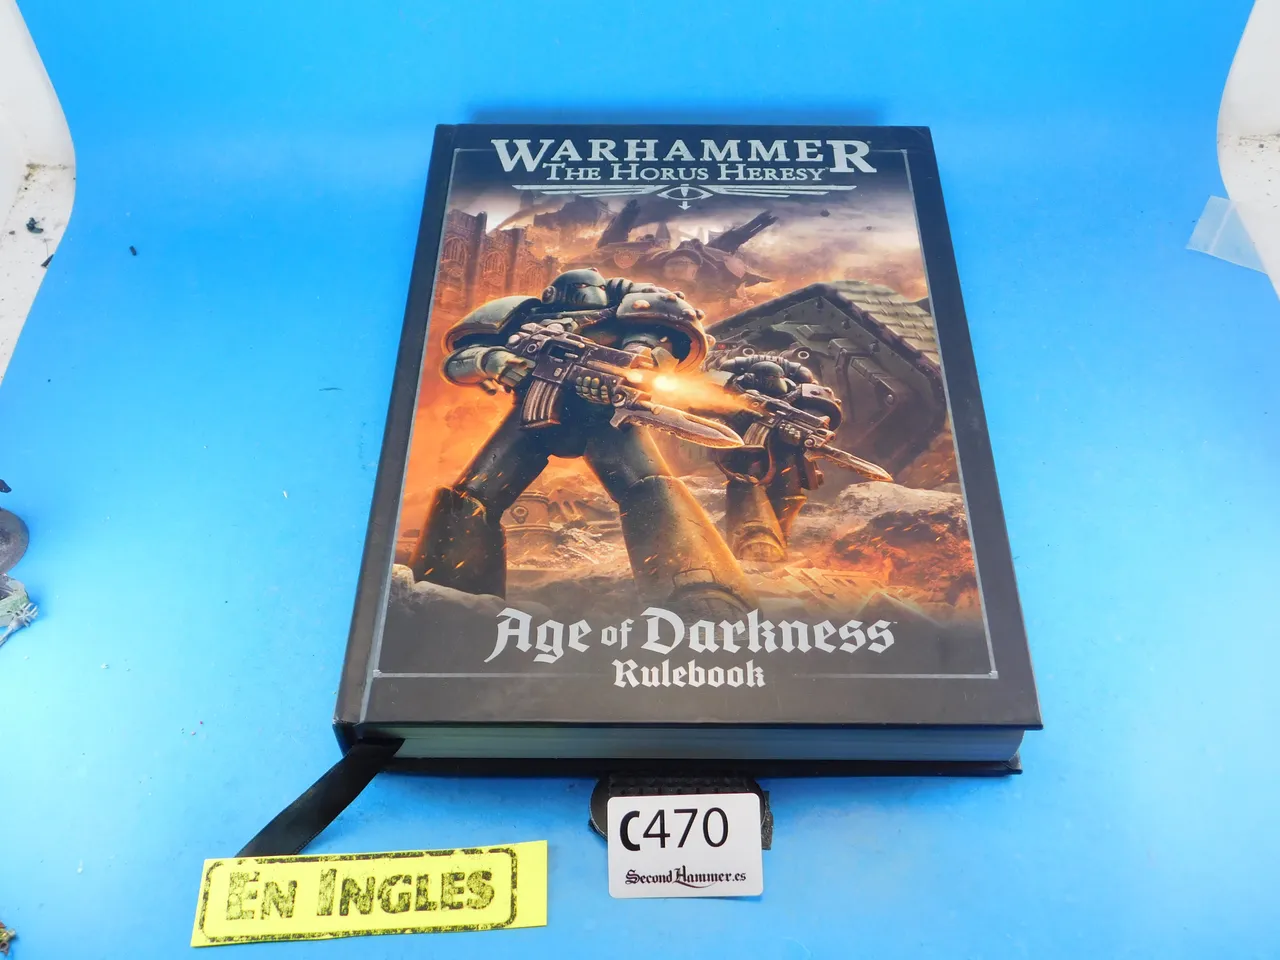 WARHAMMER
THE HORUS HERESY
Age of Darkness
Rulebook
C470
SecondHammer.es
EN INGLES